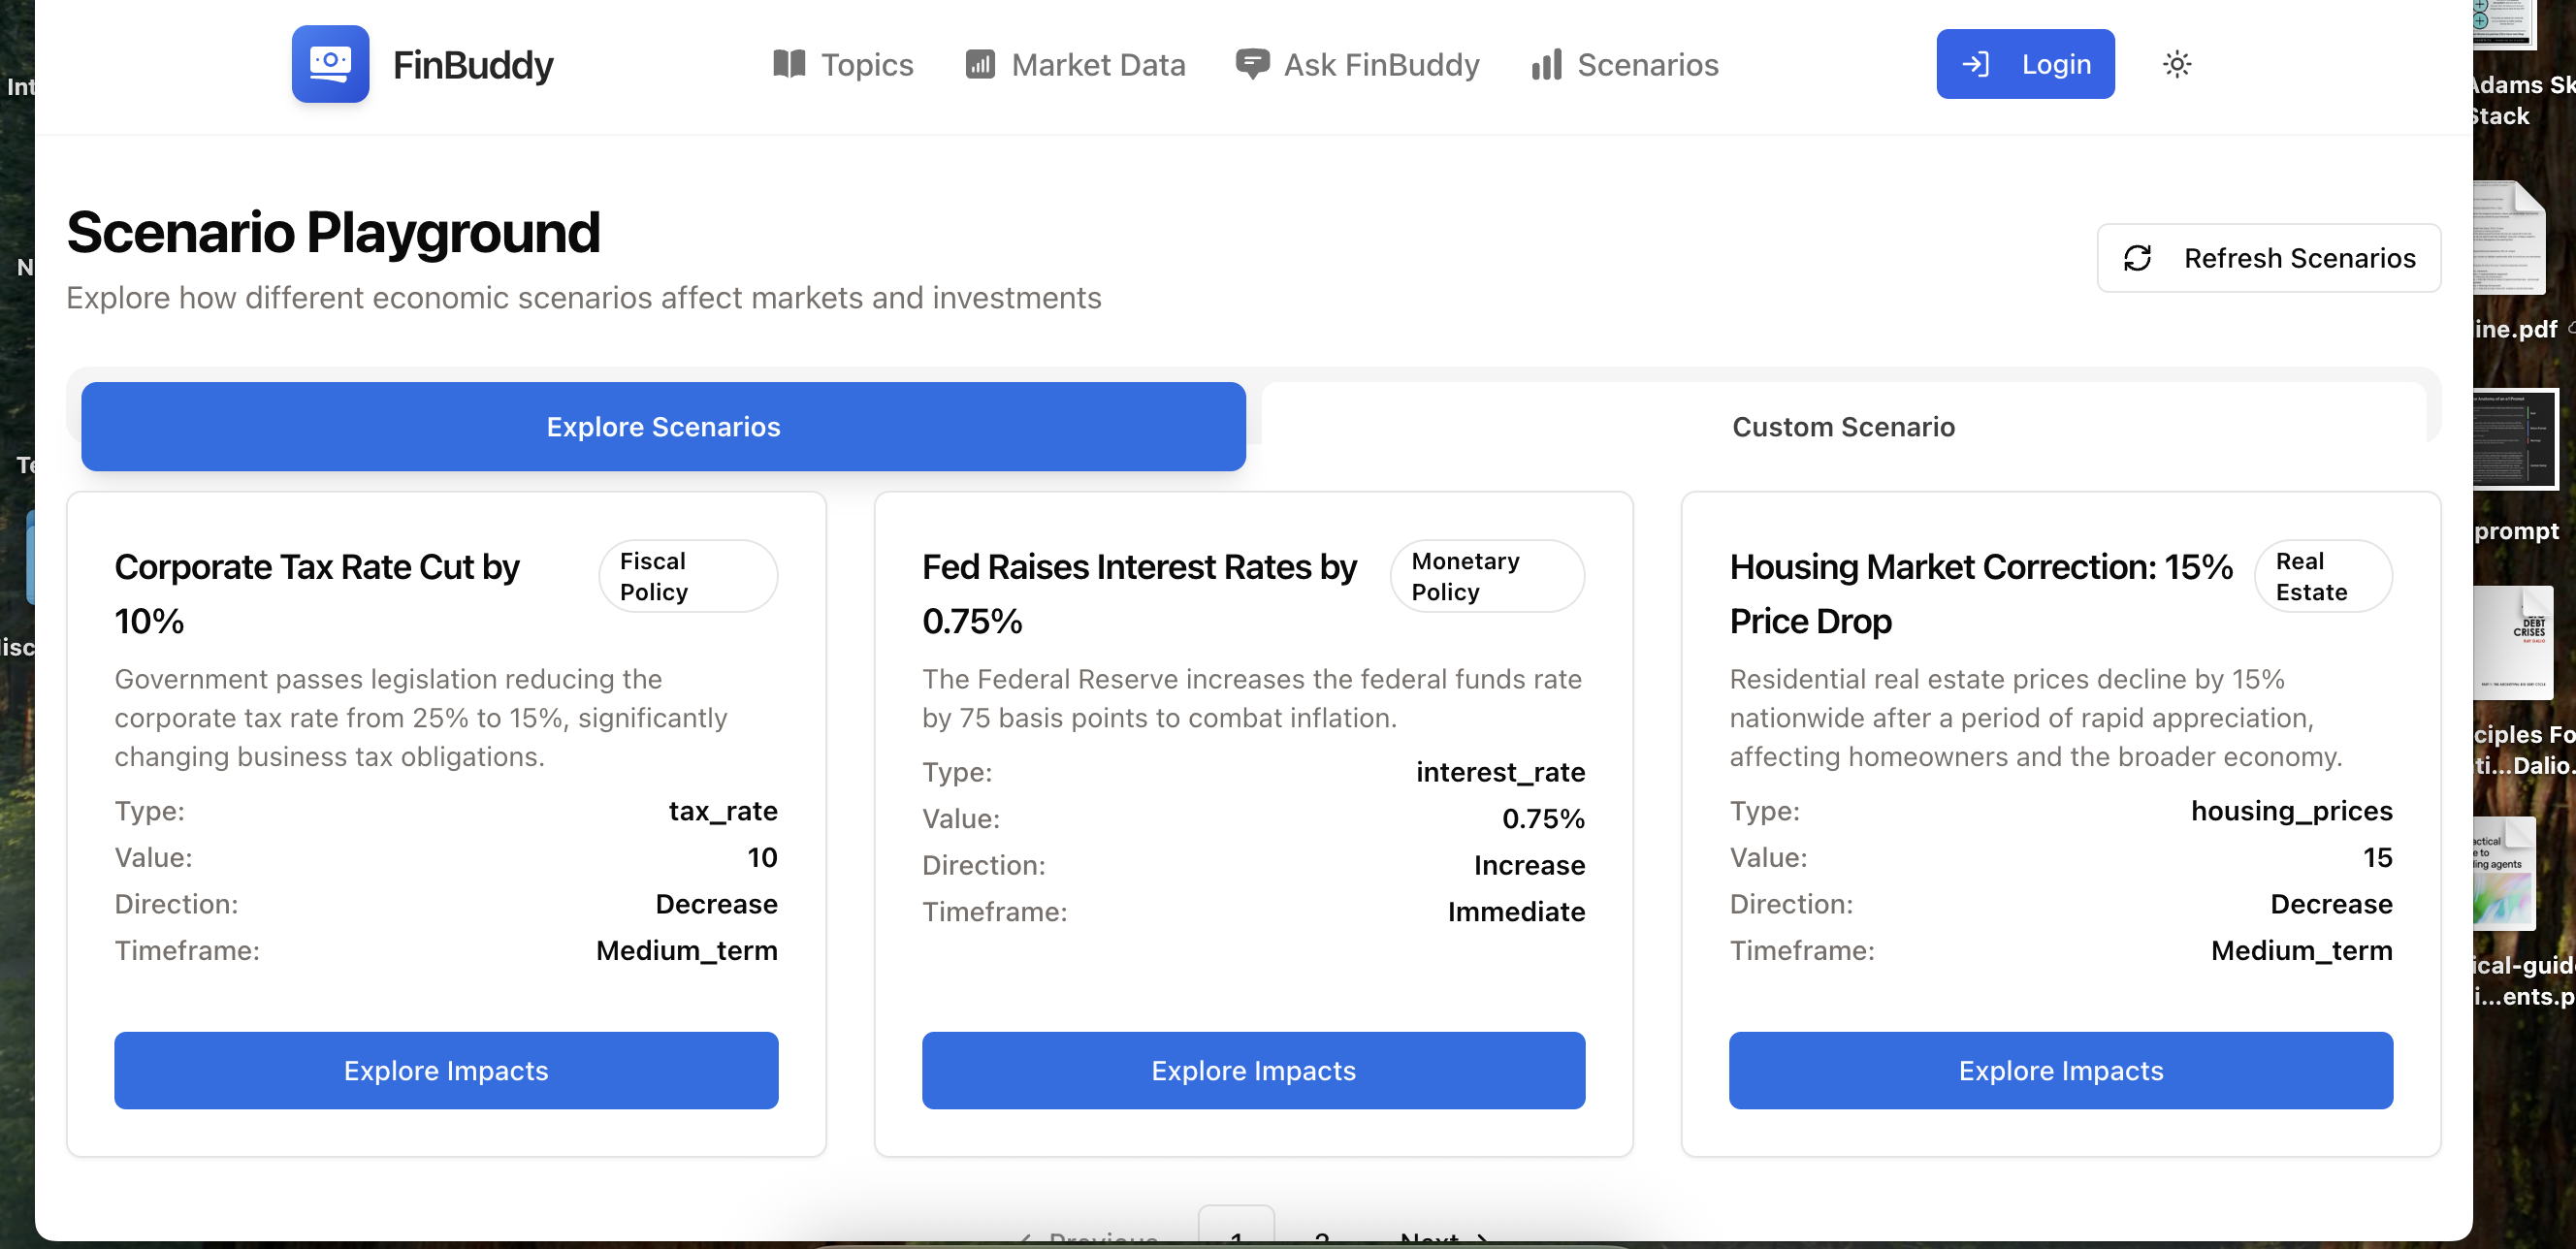 FinBuddy
Topics
Market Data
Ask FinBuddy
Scenarios
Login
Scenario Playground
Explore how different economic scenarios affect markets and investments
Refresh Scenarios
Explore Scenarios
Custom Scenario
Corporate Tax Rate Cut by
10%
Fiscal
Policy
Government passes legislation reducing the
corporate tax rate from 25% to 15%, significantly
changing business tax obligations.
Type: tax_rate
Value: 10
Direction: Decrease
Timeframe: Medium_term
Explore Impacts
Fed Raises Interest Rates by
0.75%
Monetary
Policy
The Federal Reserve increases the federal funds rate
by 75 basis points to combat inflation.
Type: interest_rate
Value: 0.75%
Direction: Increase
Timeframe: Immediate
Explore Impacts
Housing Market Correction: 15%
Price Drop
Real
Estate
Residential real estate prices decline by 15%
nationwide after a period of rapid appreciation,
affecting homeowners and the broader economy.
Type: housing_prices
Value: 15
Direction: Decrease
Timeframe: Medium_term
Explore Impacts
Previous 1 2 Next
Int
N
Te
isc
Adams Sk
Stack
ine.pdf
prompt
DEBT
CRISES
RAY DALIO
ciples Fo
ti...Dalio.
actical
e to
ling agents
ical-guid
i...ents.p